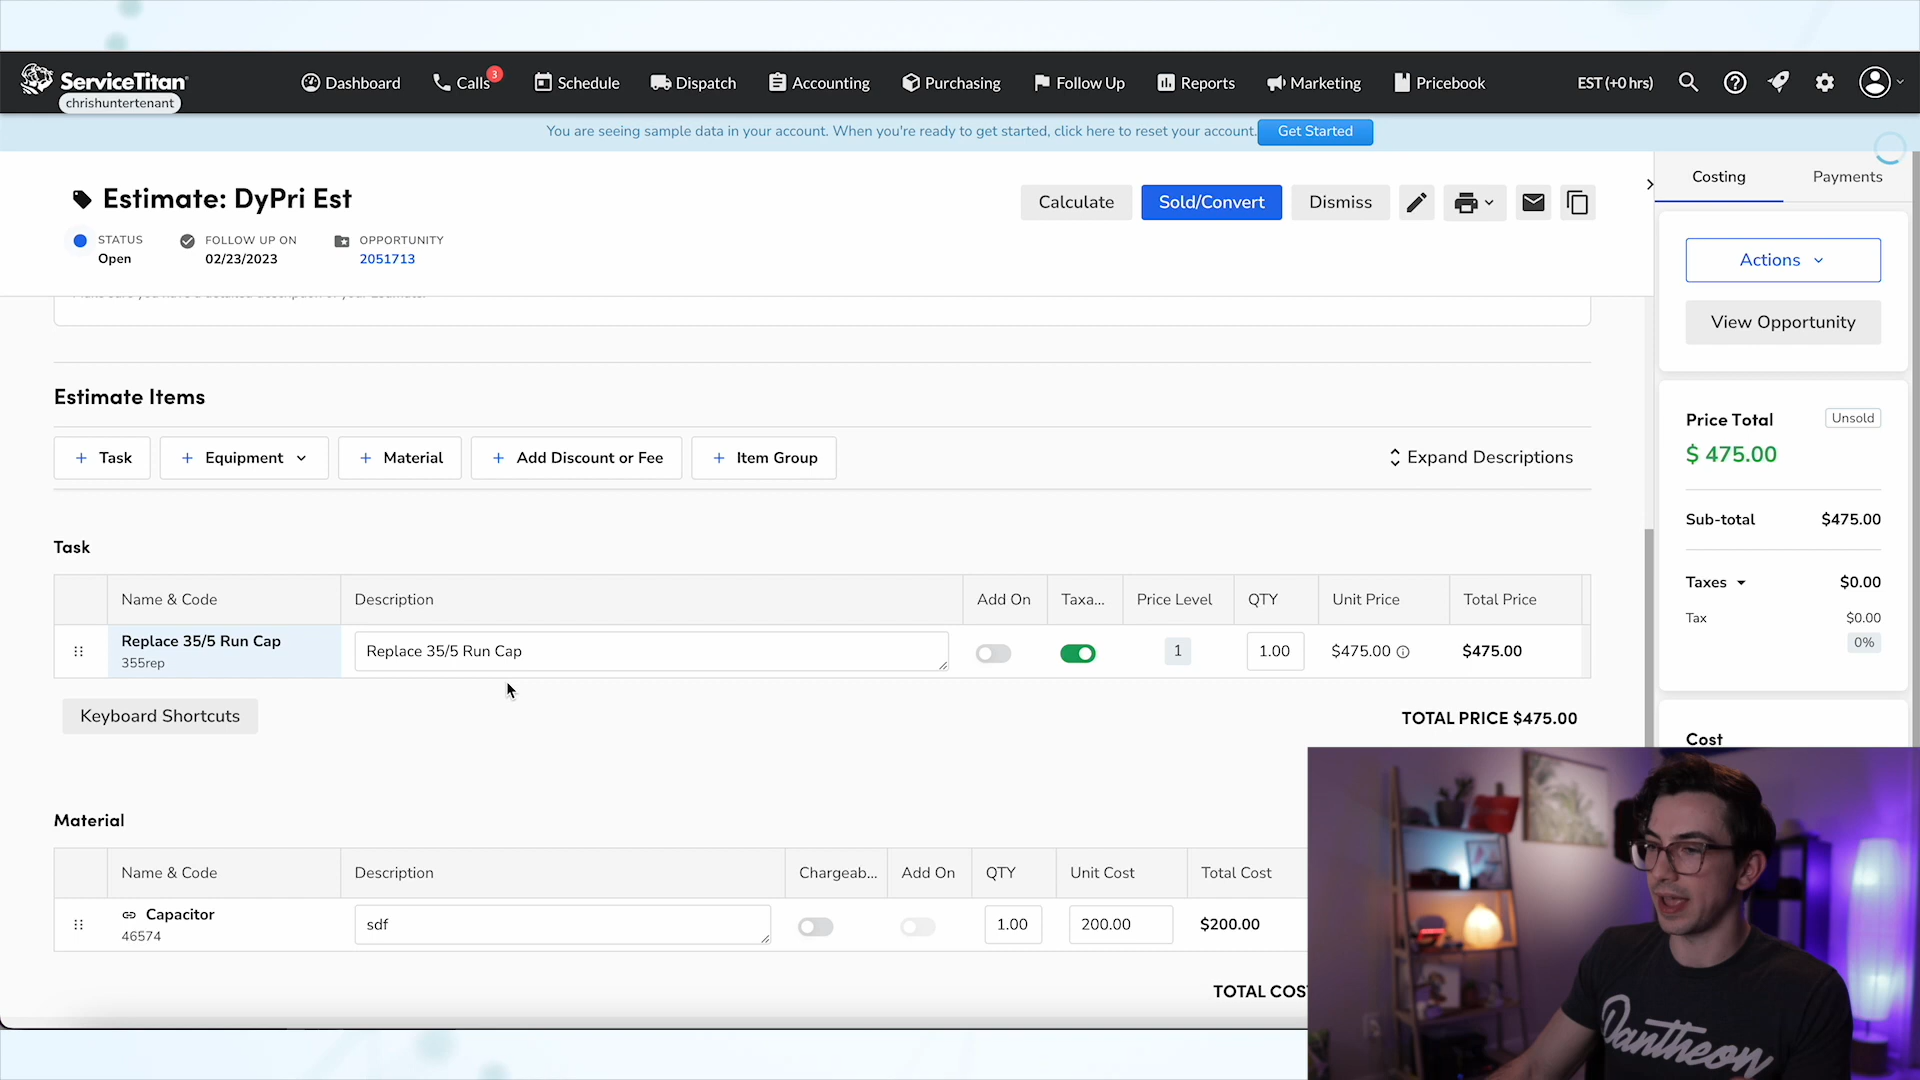 ServiceTitan
chrishuntertenant
Dashboard
Calls
3
Schedule
Dispatch
Accounting
Purchasing
Follow Up
Reports
Marketing
Pricebook
EST (+0 hrs)
You are seeing sample data in your account. When you're ready to get started, click here to reset your account.
Get Started
Estimate: DyPri Est
STATUS
Open
FOLLOW UP ON
02/23/2023
OPPORTUNITY
2051713
Calculate
Sold/Convert
Dismiss
Costing
Payments
Actions
View Opportunity
Estimate Items
+ Task
+ Equipment
+ Material
+ Add Discount or Fee
+ Item Group
Expand Descriptions
Price Total
Unsold
$ 475.00
Sub-total
$475.00
Taxes
$0.00
Tax
$0.00
0%
Cost
Task
Name & Code
Description
Add On
Taxa...
Price Level
QTY
Unit Price
Total Price
Replace 35/5 Run Cap
355rep
Replace 35/5 Run Cap
1
1.00
$475.00
$475.00
Keyboard Shortcuts
TOTAL PRICE $475.00
Material
Name & Code
Description
Chargeab...
Add On
QTY
Unit Cost
Total Cost
Capacitor
46574
sdf
1.00
200.00
$200.00
TOTAL COS
Pantheon